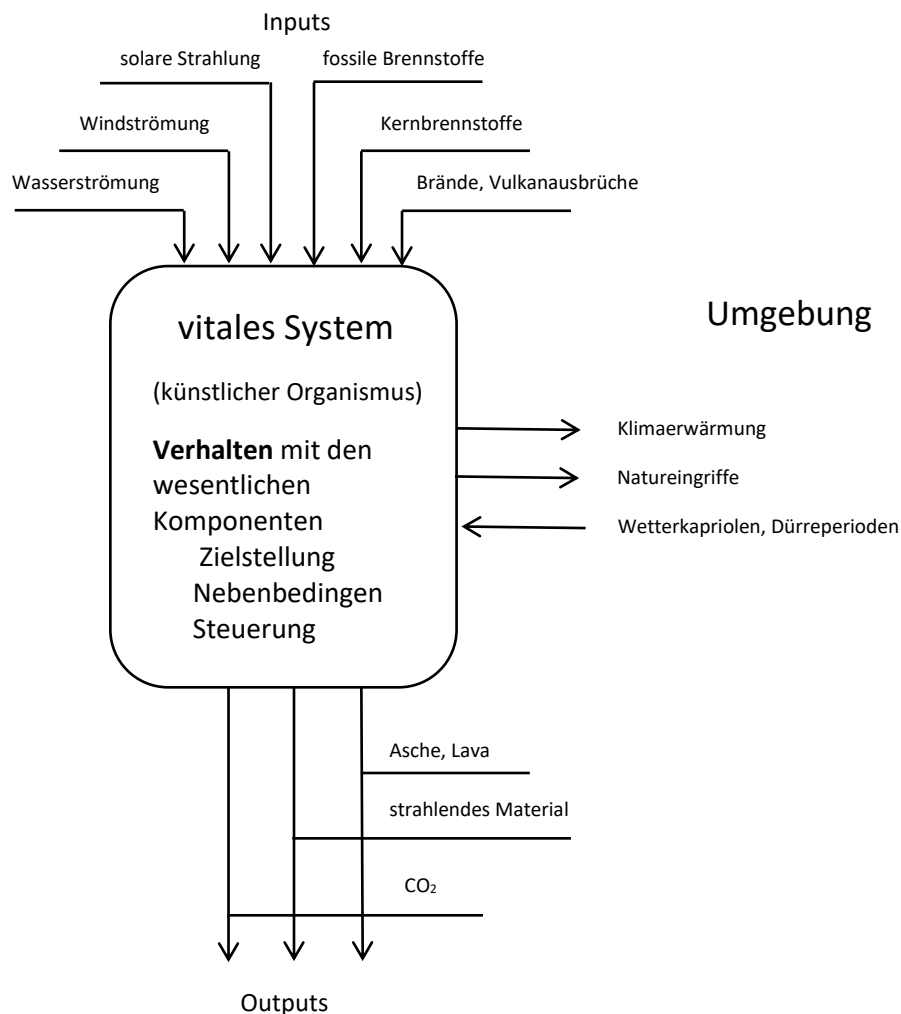 Inputs
solare Strahlung
fossile Brennstoffe
Windströmung
Kernbrennstoffe
Wasserströmung
Brände, Vulkanausbrüche
vitales System
Umgebung
(künstlicher Organismus)
Klimaerwärmung
Verhalten mit den
wesentlichen
Natureingriffe
Komponenten
Wetterkapriolen, Dürreperioden
Zielstellung
Nebenbedingen
Steuerung
Asche, Lava
strahlendes Material
CO₂
Outputs